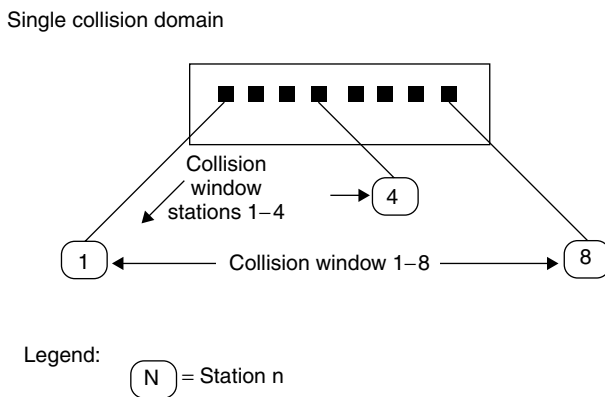 Single collision domain
Collision
window
stations 1–4
4
1
Collision window 1–8
8
Legend:
N = Station n